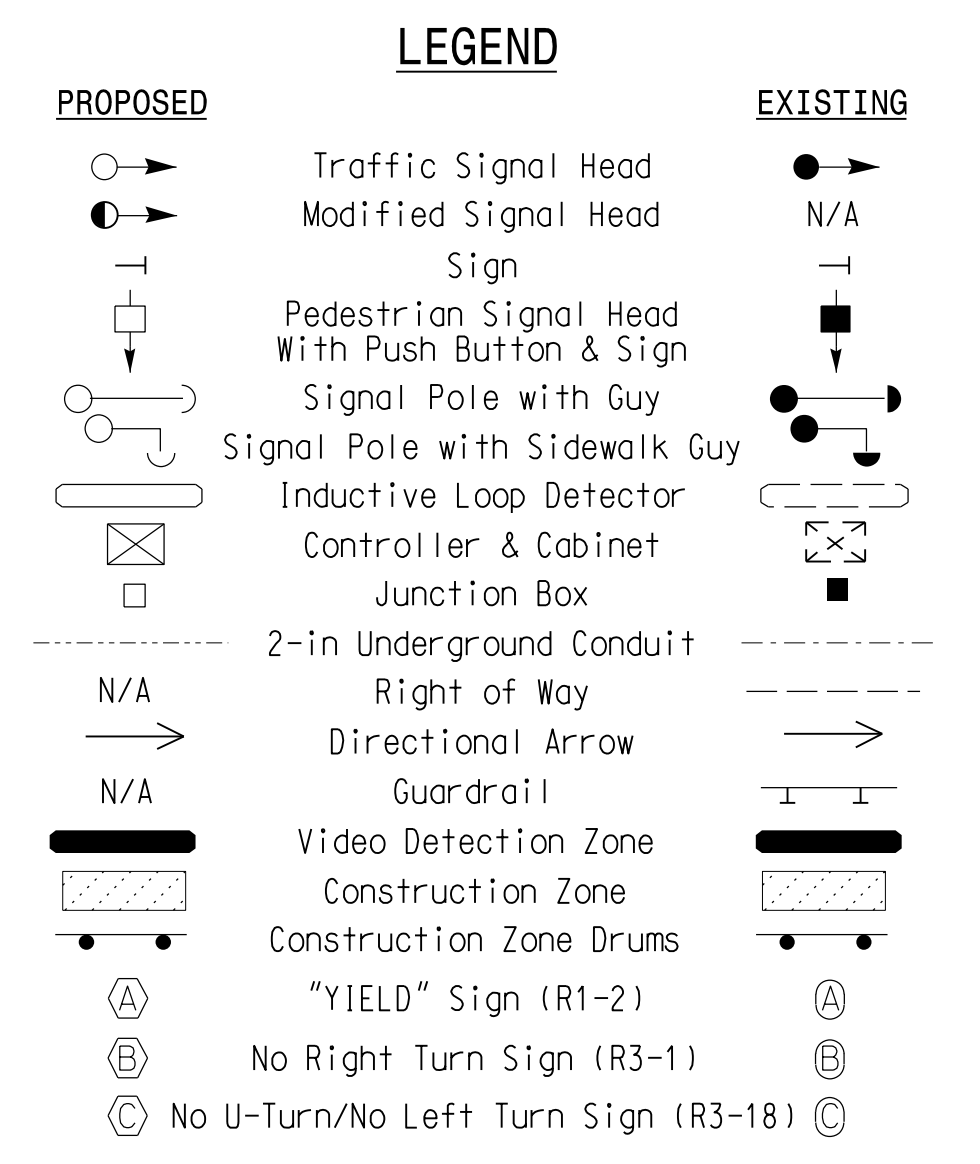 LEGEND
PROPOSED EXISTING
Traffic Signal Head
Modified Signal Head N/A
Sign
Pedestrian Signal Head
With Push Button & Sign
Signal Pole with Guy
Signal Pole with Sidewalk Guy
Inductive Loop Detector
Controller & Cabinet
Junction Box
2-in Underground Conduit
N/A Right of Way
Directional Arrow
N/A Guardrail
Video Detection Zone
Construction Zone
Construction Zone Drums
A "YIELD" Sign (R1-2) A
B No Right Turn Sign (R3-1) B
C No U-Turn/No Left Turn Sign (R3-18) C